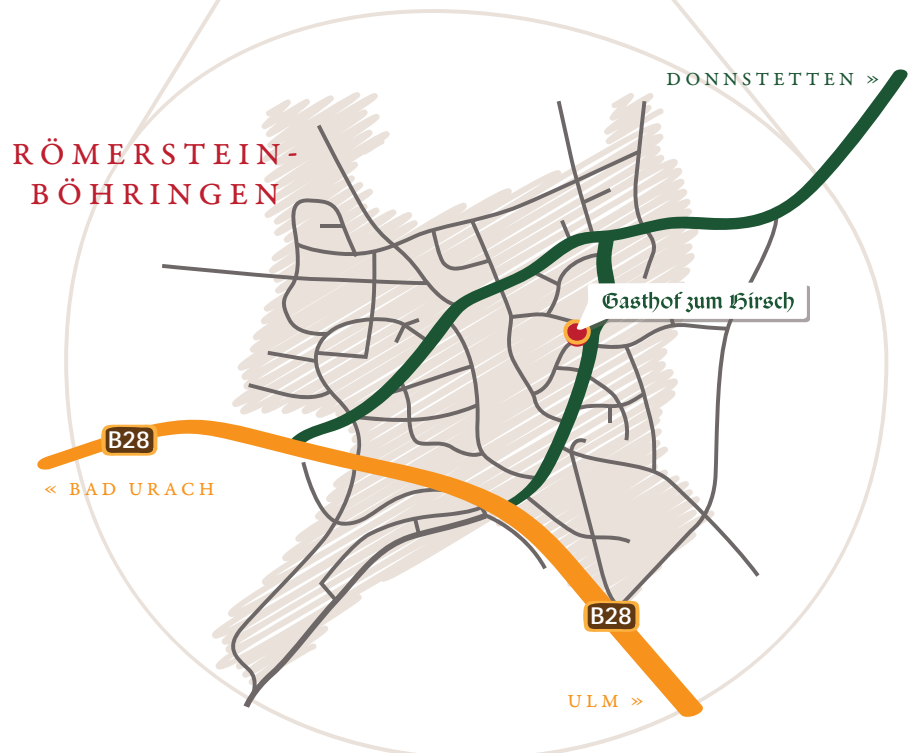 DONNSTETTEN »
RÖMERSTEIN-
BÖHRINGEN
Gasthof zum Hirsch
B28
« BAD URACH
B28
ULM »